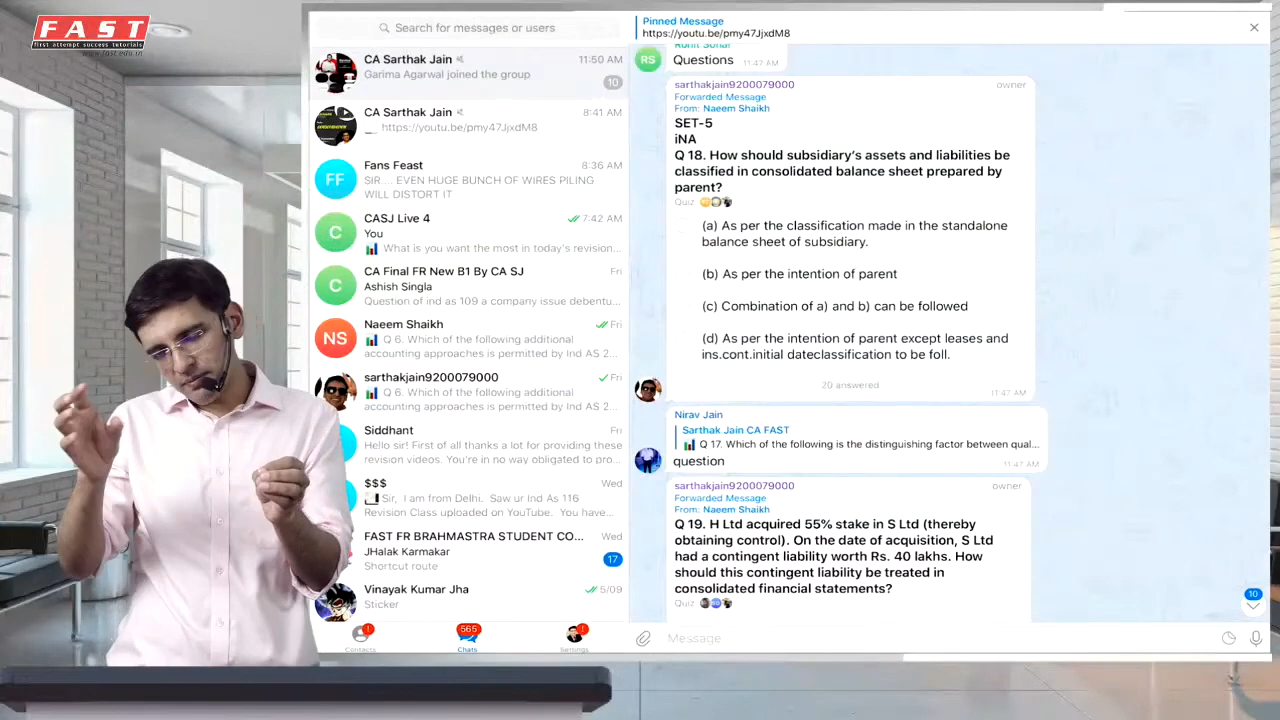 FAST
first attempt success tutorials
www.fast.edu.in
Search for messages or users
CA Sarthak Jain
11:50 AM
Garima Agarwal joined the group
10
CA Sarthak Jain
8:41 AM
https://youtu.be/pmy47JjxdM8
FF
Fans Feast
8:36 AM
SIR.... EVEN HUGE BUNCH OF WIRES PILING
WILL DISTORT IT
C
CASJ Live 4
7:42 AM
You
What is you want the most in today's revision...
C
CA Final FR New B1 By CA SJ
Fri
Ashish Singla
Question of ind as 109 a company issue debentu...
NS
Naeem Shaikh
Fri
Q 6. Which of the following additional
accounting approaches is permitted by Ind AS 2...
sarthakjain9200079000
Fri
Q 6. Which of the following additional
accounting approaches is permitted by Ind AS 2...
Siddhant
Fri
Hello sir! First of all thanks a lot for providing these
revision videos. You're in no way obligated to pro...
$$$
Wed
Sir, I am from Delhi. Saw ur Ind As 116
Revision Class uploaded on YouTube. You have...
FAST FR BRAHMASTRA STUDENT CO...
Wed
JHalak Karmakar
Shortcut route
17
Vinayak Kumar Jha
5/09
Sticker
Contacts
565
Chats
Settings
Pinned Message
https://youtu.be/pmy47JjxdM8
RS
Rohit Sonar
Questions
11:47 AM
sarthakjain9200079000
owner
Forwarded Message
From: Naeem Shaikh
SET-5
iNA
Q 18. How should subsidiary's assets and liabilities be
classified in consolidated balance sheet prepared by
parent?
Quiz
(a) As per the classification made in the standalone
balance sheet of subsidiary.
(b) As per the intention of parent
(c) Combination of a) and b) can be followed
(d) As per the intention of parent except leases and
ins.cont.initial dateclassification to be foll.
20 answered
11:47 AM
Nirav Jain
Sarthak Jain CA FAST
Q 17. Which of the following is the distinguishing factor between qual...
question
11:47 AM
sarthakjain9200079000
owner
Forwarded Message
From: Naeem Shaikh
Q 19. H Ltd acquired 55% stake in S Ltd (thereby
obtaining control). On the date of acquisition, S Ltd
had a contingent liability worth Rs. 40 lakhs. How
should this contingent liability be treated in
consolidated financial statements?
Quiz
10
Message